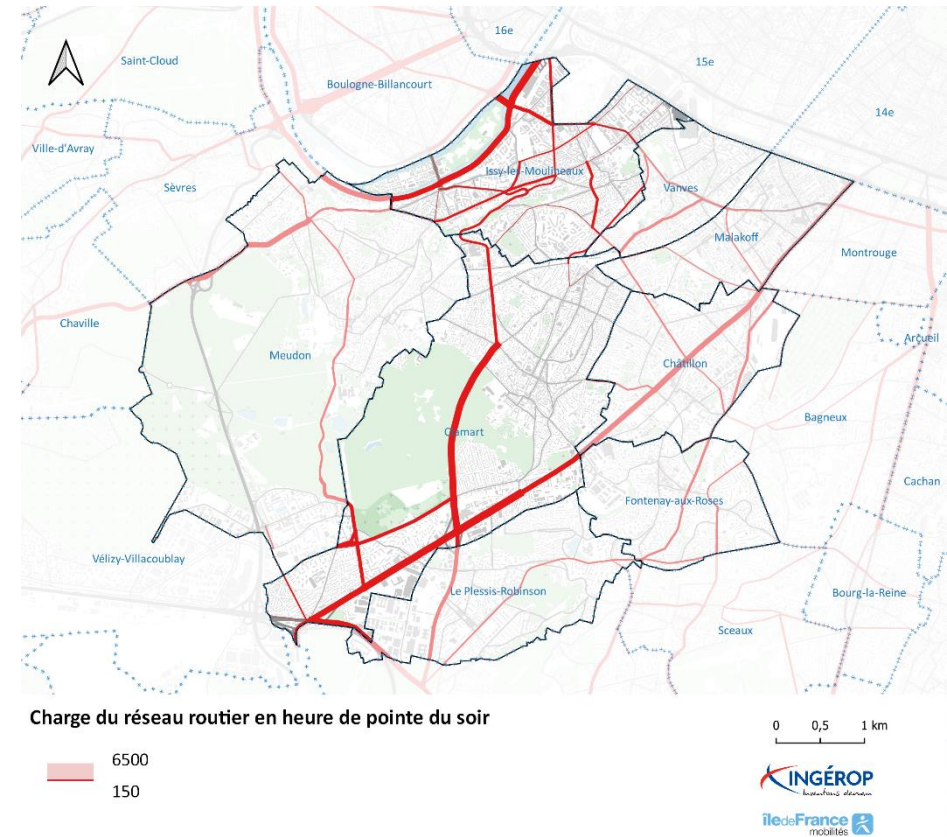 16e
Saint-Cloud
15e
Boulogne-Billancourt
14e
Ville-d'Avray
Sèvres
Issy-les-Moulineaux
Vanves
Malakoff
Montrouge
Chaville
Arcueil
Meudon
Châtillon
Bagneux
Clamart
Cachan
Fontenay-aux-Roses
Vélizy-Villacoublay
Le Plessis-Robinson
Bourg-la-Reine
Sceaux
Charge du réseau routier en heure de pointe du soir
6500
150
0 0,5 1 km
INGÉROP
Inventons demain
îledeFrance
mobilités